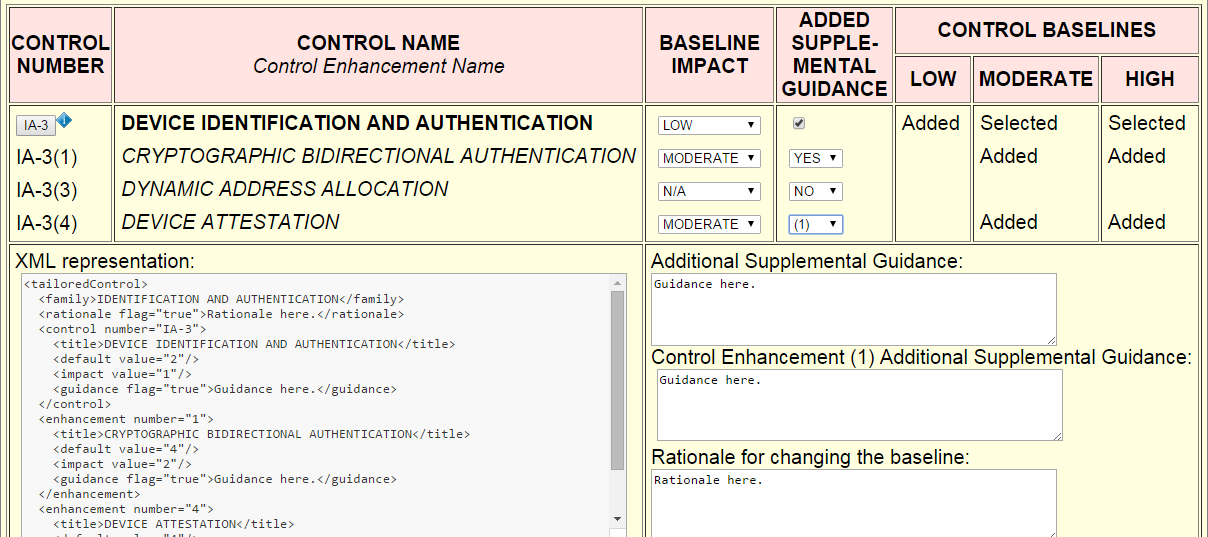 CONTROL NUMBER
CONTROL NAME
Control Enhancement Name
BASELINE IMPACT
ADDED SUPPLE-MENTAL GUIDANCE
CONTROL BASELINES
LOW MODERATE HIGH
IA-3 DEVICE IDENTIFICATION AND AUTHENTICATION LOW Added Selected Selected
IA-3(1) CRYPTOGRAPHIC BIDIRECTIONAL AUTHENTICATION MODERATE YES Added Added
IA-3(3) DYNAMIC ADDRESS ALLOCATION N/A NO
IA-3(4) DEVICE ATTESTATION MODERATE (1) Added Added
XML representation:
<tailoredControl>
<family>IDENTIFICATION AND AUTHENTICATION</family>
<rationale flag="true">Rationale here.</rationale>
<control number="IA-3">
<title>DEVICE IDENTIFICATION AND AUTHENTICATION</title>
<default value="2"/>
<impact value="1"/>
<guidance flag="true">Guidance here.</guidance>
</control>
<enhancement number="1">
<title>CRYPTOGRAPHIC BIDIRECTIONAL AUTHENTICATION</title>
<default value="4"/>
<impact value="2"/>
<guidance flag="true">Guidance here.</guidance>
</enhancement>
<enhancement number="4">
<title>DEVICE ATTESTATION</title>
Additional Supplemental Guidance:
Guidance here.
Control Enhancement (1) Additional Supplemental Guidance:
Guidance here.
Rationale for changing the baseline:
Rationale here.